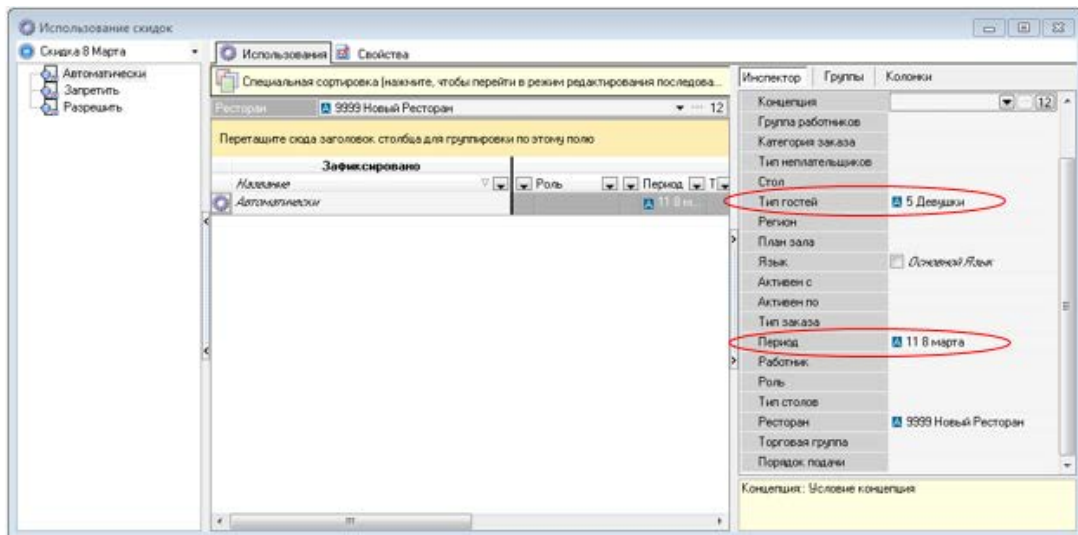 Использование скидок
Скидка 8 Марта
Автоматически
Запретить
Разрешить
Использования Свойства
Специальная сортировка (нажмите, чтобы перейти в режим редактирования последова...
Ресторан 9999 Новый Ресторан 12
Перетащите сюда заголовок столбца для группировки по этому полю
Зафиксировано
Название Роль Период Т
Автоматически 11 8 м...
Инспектор Группы Колонки
Концепция 12
Группа работников
Категория заказа
Тип неплательщиков
Стол
Тип гостей 5 Девушки
Регион
План зала
Язык Основной Язык
Активен с
Активен по
Тип заказа
Период 11 8 марта
Работник
Роль
Тип столов
Ресторан 9999 Новый Ресторан
Торговая группа
Порядок подачи
Концепция:: Условие концепция